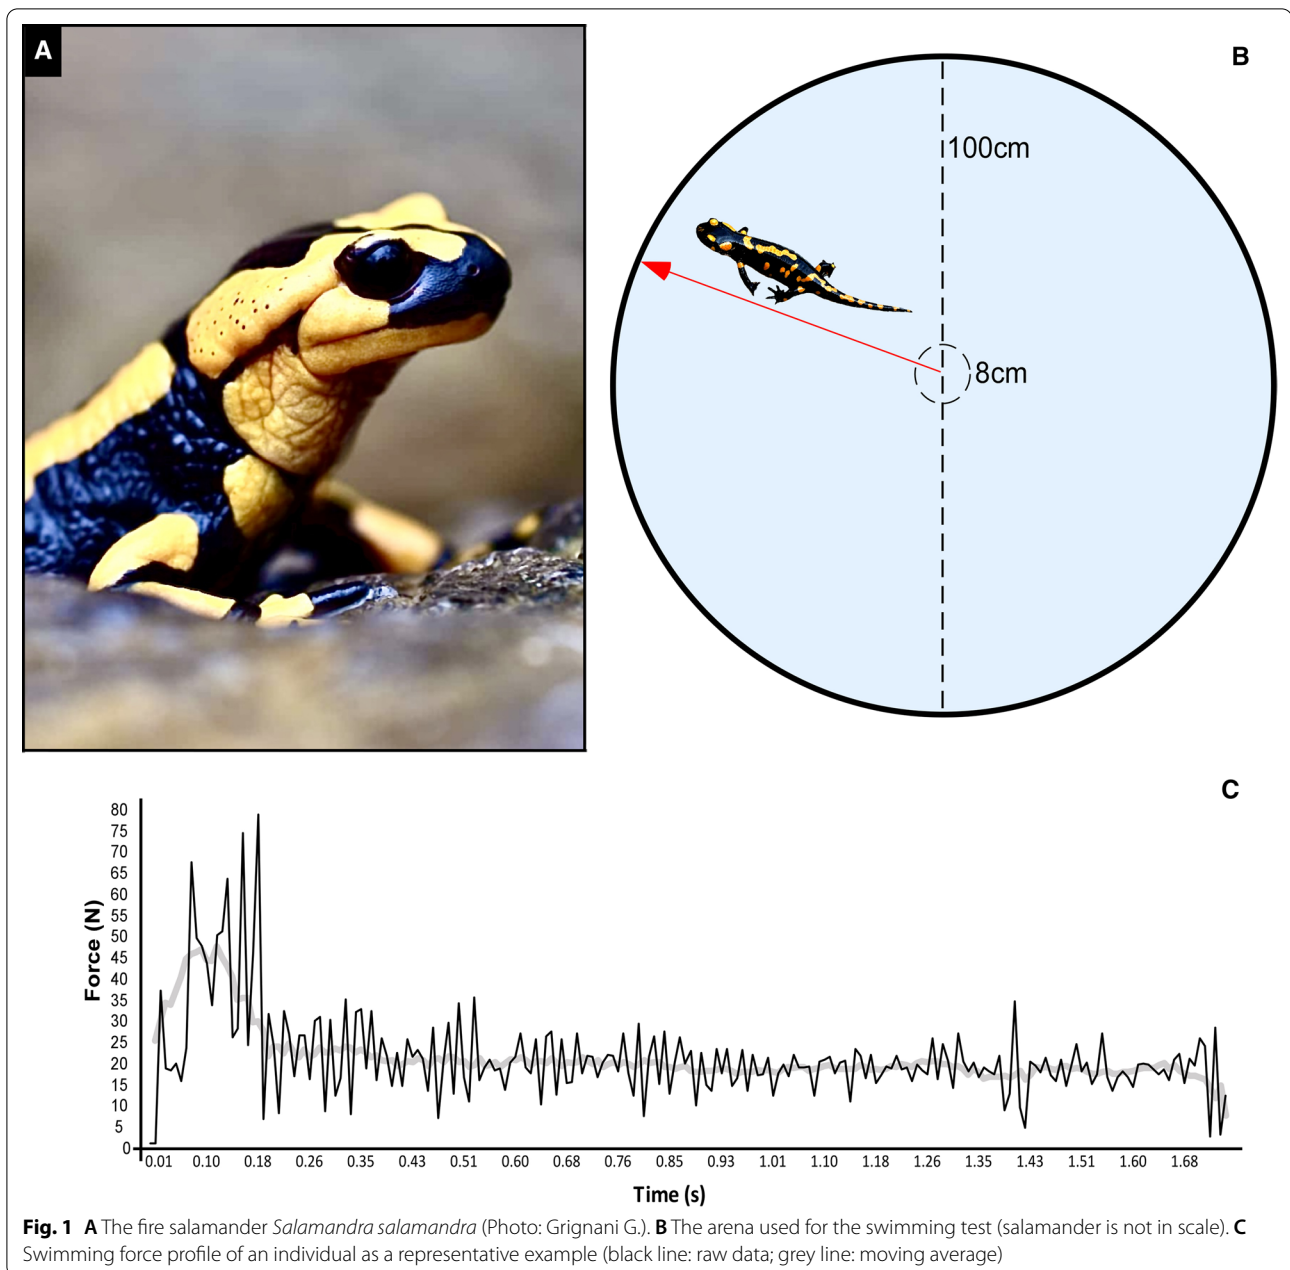 A
B
100cm
8cm
C
80
75
70
65
60
55
50
45
40
35
30
25
20
15
10
5
0
Force (N)
0.01 0.10 0.18 0.26 0.35 0.43 0.51 0.60 0.68 0.76 0.85 0.93 1.01 1.10 1.18 1.26 1.35 1.43 1.51 1.60 1.68
Time (s)
Fig. 1 A The fire salamander Salamandra salamandra (Photo: Grignani G.). B The arena used for the swimming test (salamander is not in scale). C
Swimming force profile of an individual as a representative example (black line: raw data; grey line: moving average)